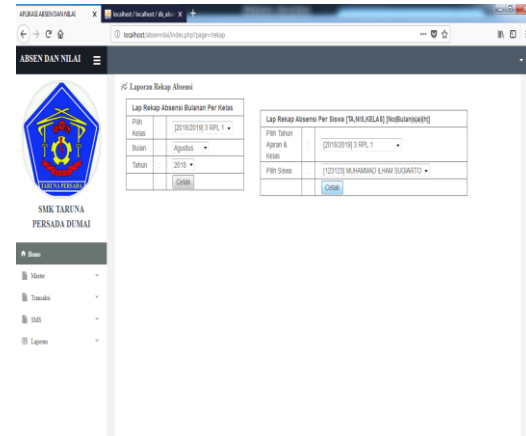 APLIKASI ABSEN DAN NILAI X
localhost / localhost / db_abs X +
localhost/absennilai/index.php?page=rekap
ABSEN DAN NILAI
Laporan Rekap Absensi
Lap Rekap Absensi Bulanan Per Kelas
Pilih Kelas : [2018/2019] 3 RPL 1
Bulan : Agustus
Tahun : 2018
Cetak
Lap Rekap Absensi Per Siswa [TA,NIS,KELAS] [No|Bulan|s|a|i|h|]
Pilih Tahun Ajaran & Kelas : [2018/2019] 3 RPL 1
Pilih Siswa : [123123] MUHAMMAD ILHAM SUGIARTO
Cetak
TARUNA PERSADA
SMK TARUNA
PERSADA DUMAI
Home
Master
Transaksi
SMS
Laporan